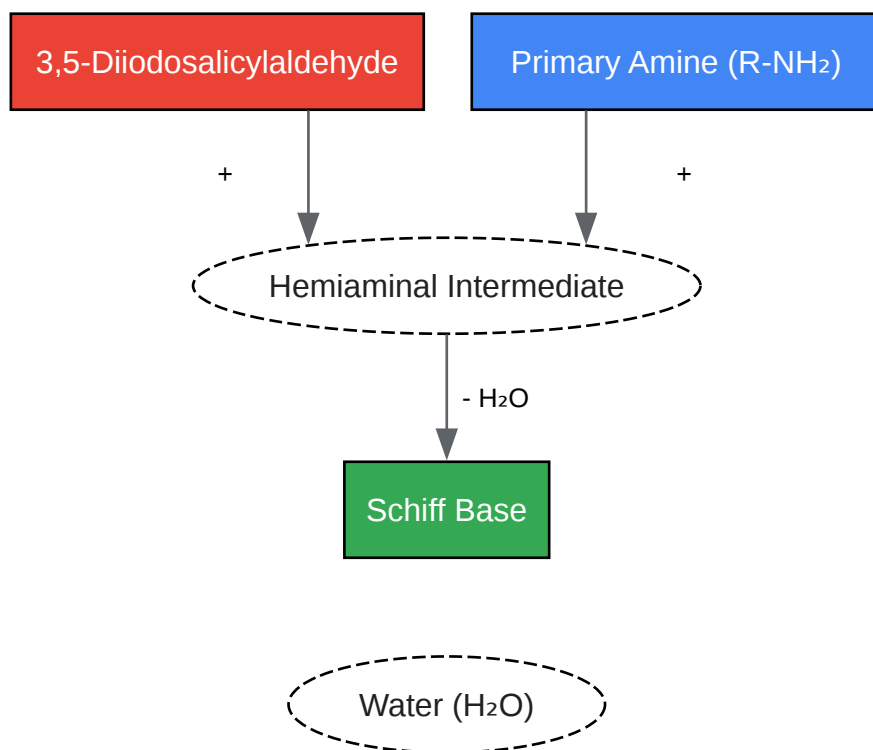 3,5-Diiodosalicylaldehyde
Primary Amine (R-NH₂)
+
+
Hemiaminal Intermediate
- H₂O
Schiff Base
Water (H₂O)